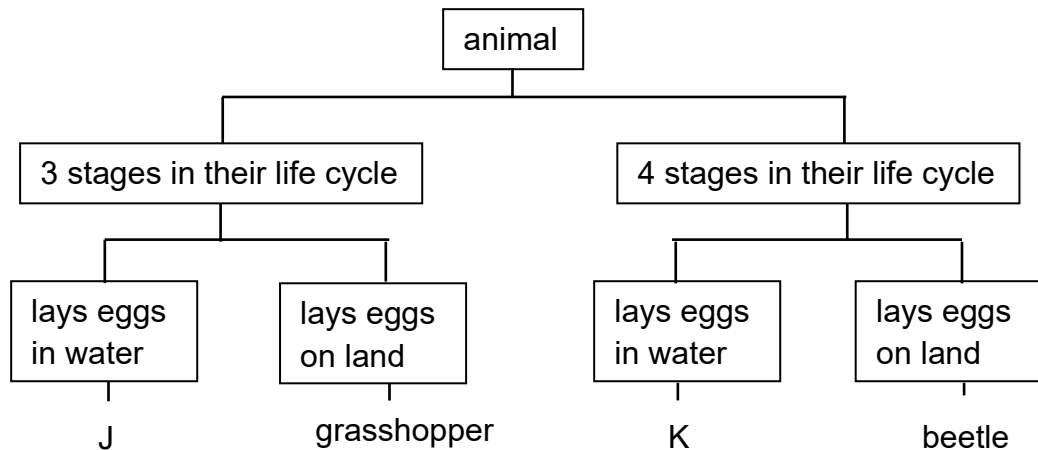 animal
3 stages in their life cycle
4 stages in their life cycle
lays eggs
in water
lays eggs
on land
lays eggs
in water
lays eggs
on land
J
grasshopper
K
beetle